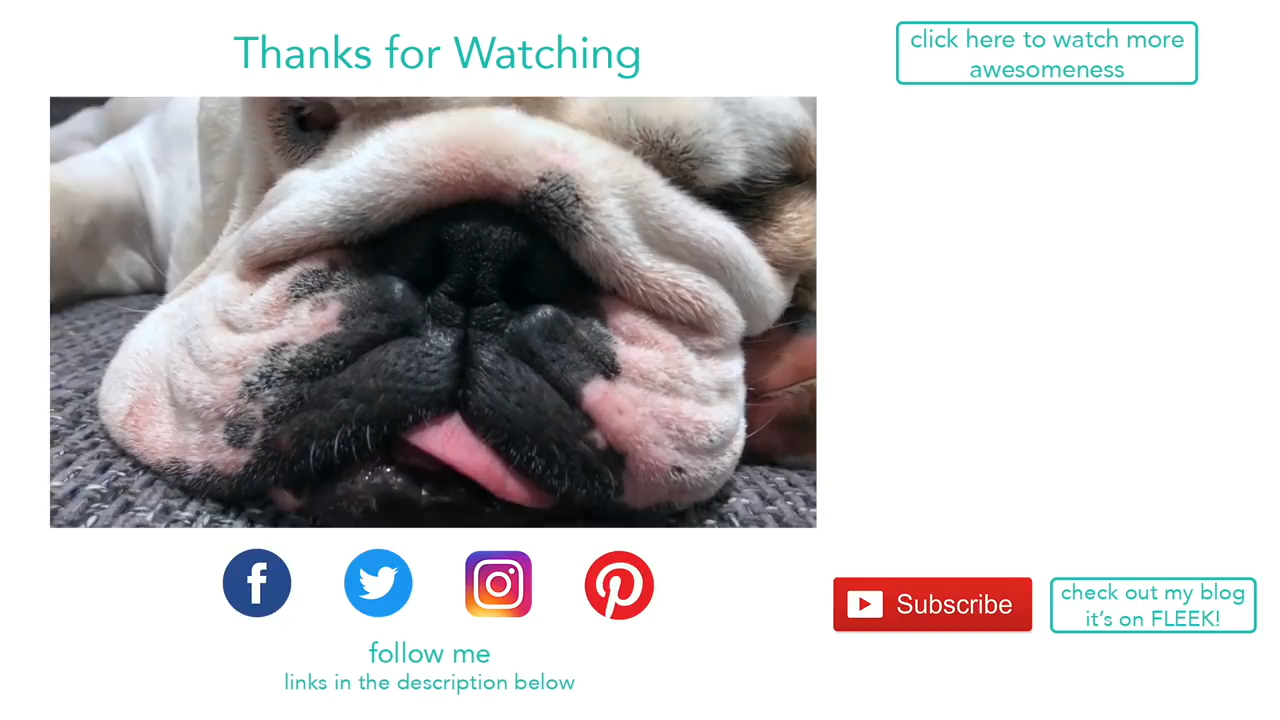 Thanks for Watching
click here to watch more
awesomeness
Subscribe
check out my blog
it's on FLEEK!
follow me
links in the description below